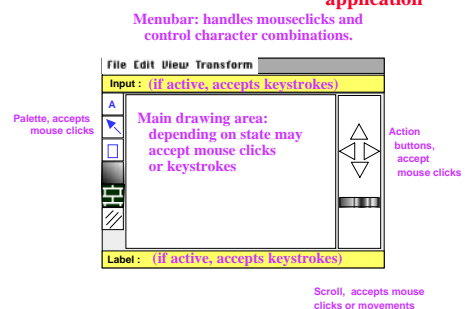 application
Menubar: handles mouseclicks and
control character combinations.
File Edit View Transform
Input : (if active, accepts keystrokes)
A
Palette, accepts
mouse clicks
Main drawing area:
depending on state may
accept mouse clicks
or keystrokes
Action
buttons,
accept
mouse clicks
Label : (if active, accepts keystrokes)
Scroll, accepts mouse
clicks or movements